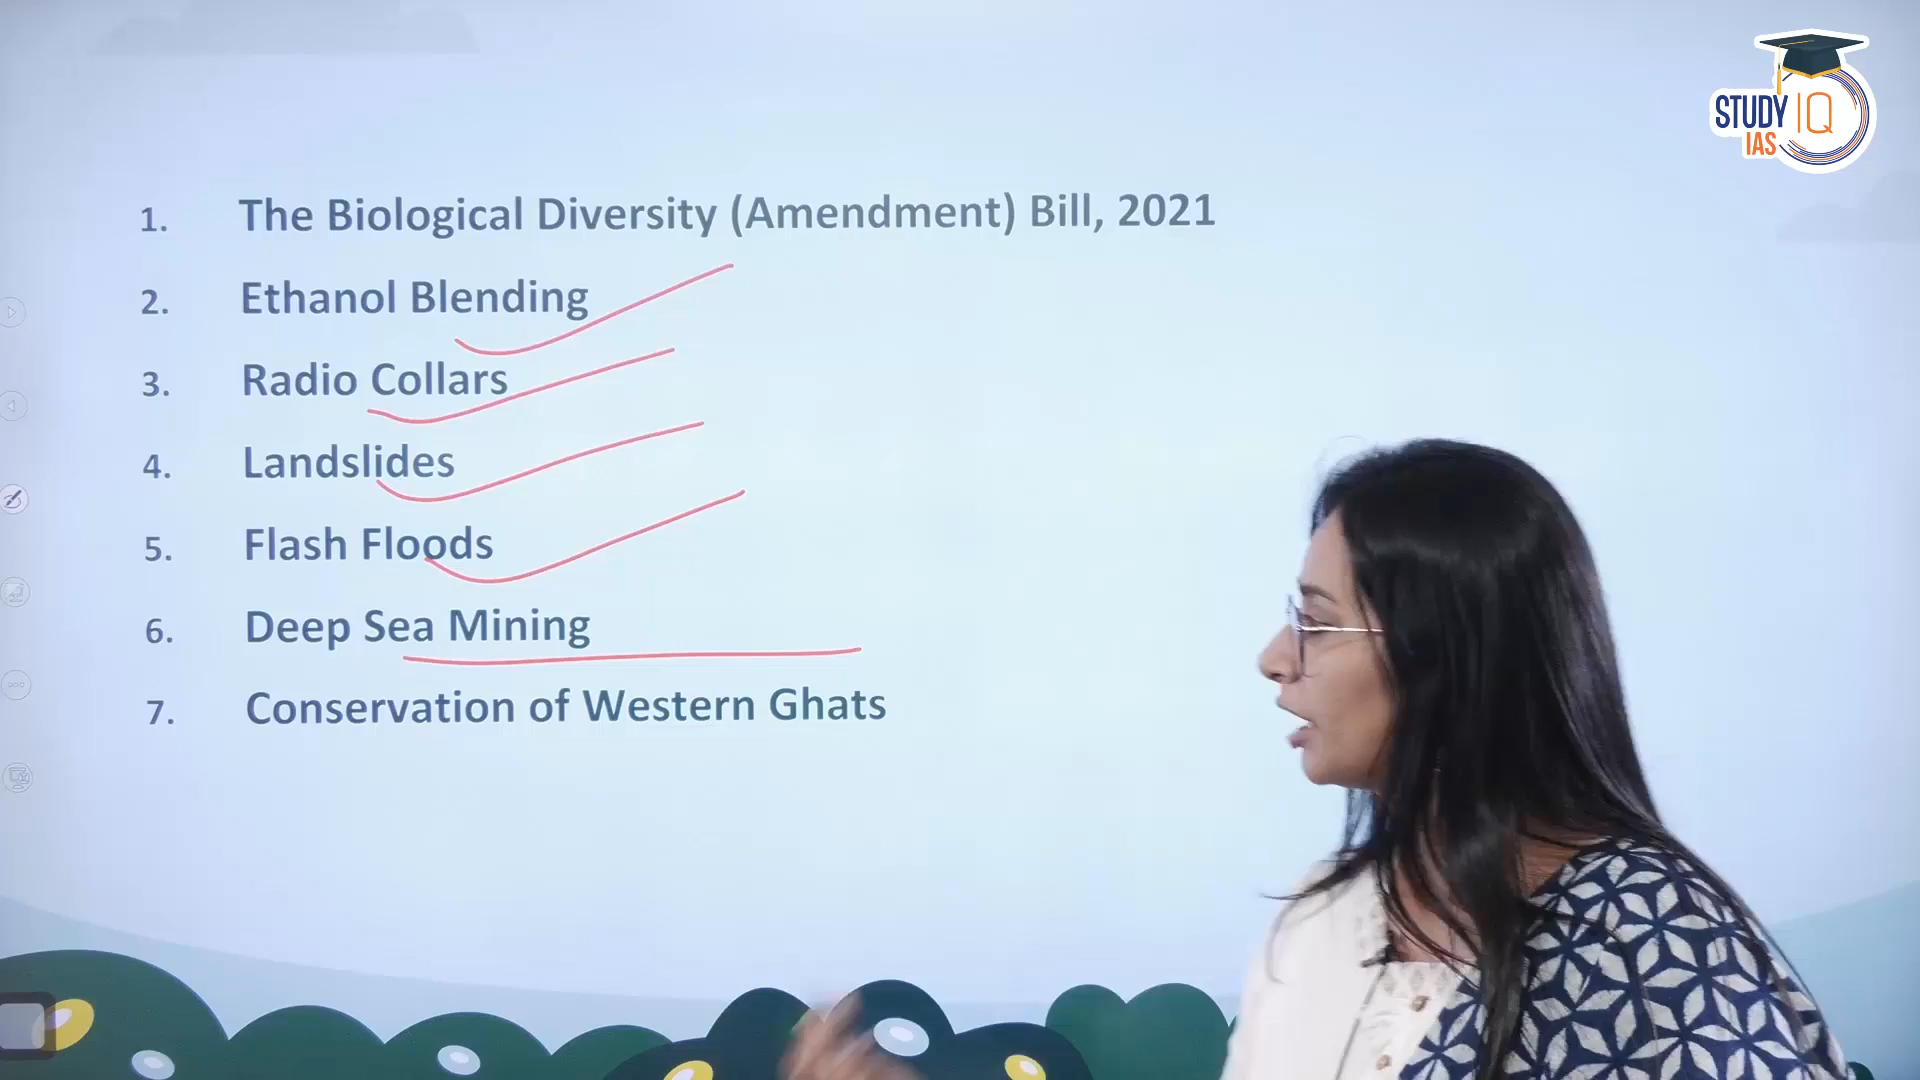 STUDY IQ
IAS
1. The Biological Diversity (Amendment) Bill, 2021
2. Ethanol Blending
3. Radio Collars
4. Landslides
5. Flash Floods
6. Deep Sea Mining
7. Conservation of Western Ghats